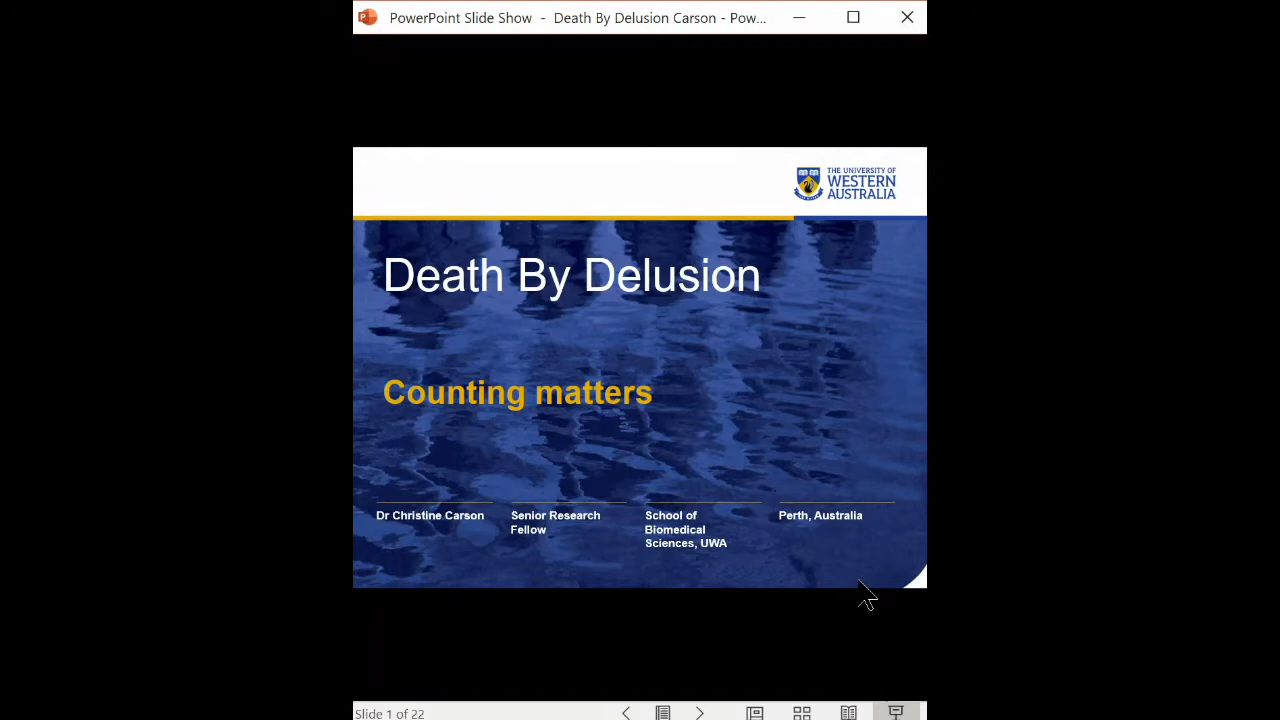 PowerPoint Slide Show - Death By Delusion Carson - Pow...
THE UNIVERSITY OF
WESTERN
AUSTRALIA
Death By Delusion
Counting matters
Dr Christine Carson
Senior Research
Fellow
School of
Biomedical
Sciences, UWA
Perth, Australia
Slide 1 of 22